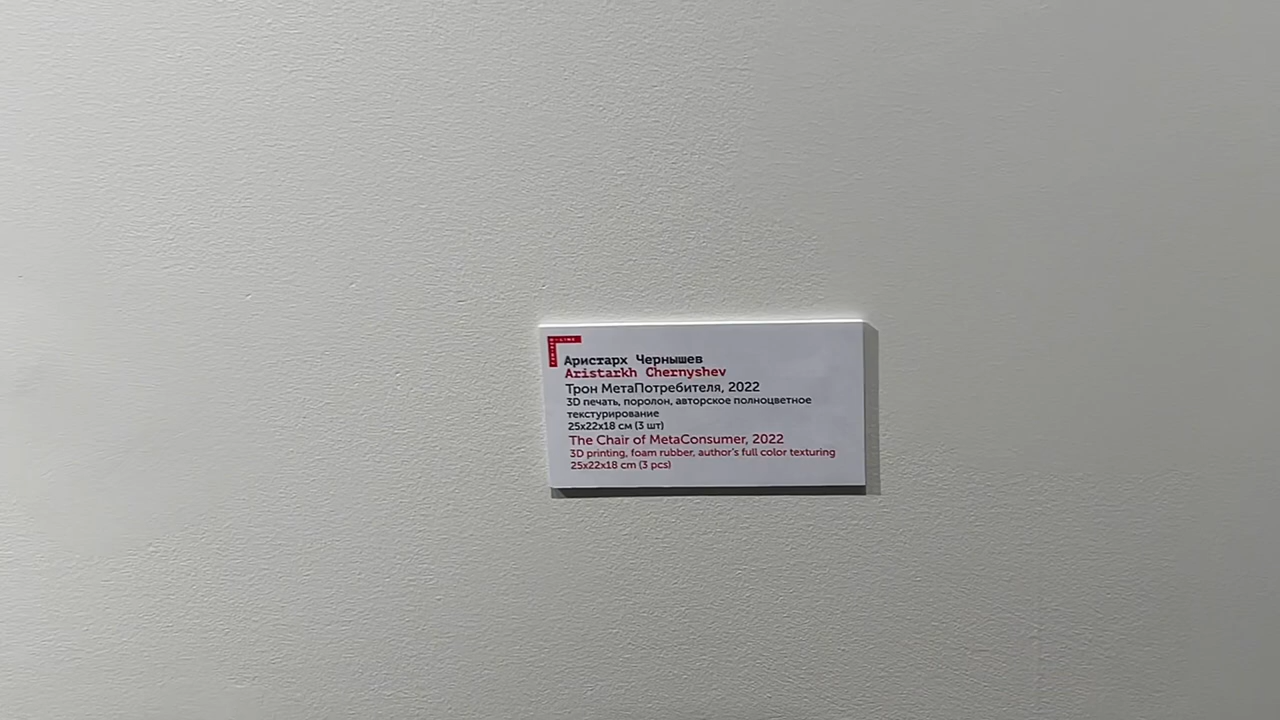 Аристарх Чернышев
Aristarkh Chernyshev
Трон МетаПотребителя, 2022
3D печать, поролон, авторское полноцветное
текстурирование
25x22x18 см (3 шт)
The Chair of MetaConsumer, 2022
3D printing, foam rubber, author's full color texturing
25x22x18 cm (3 pcs)